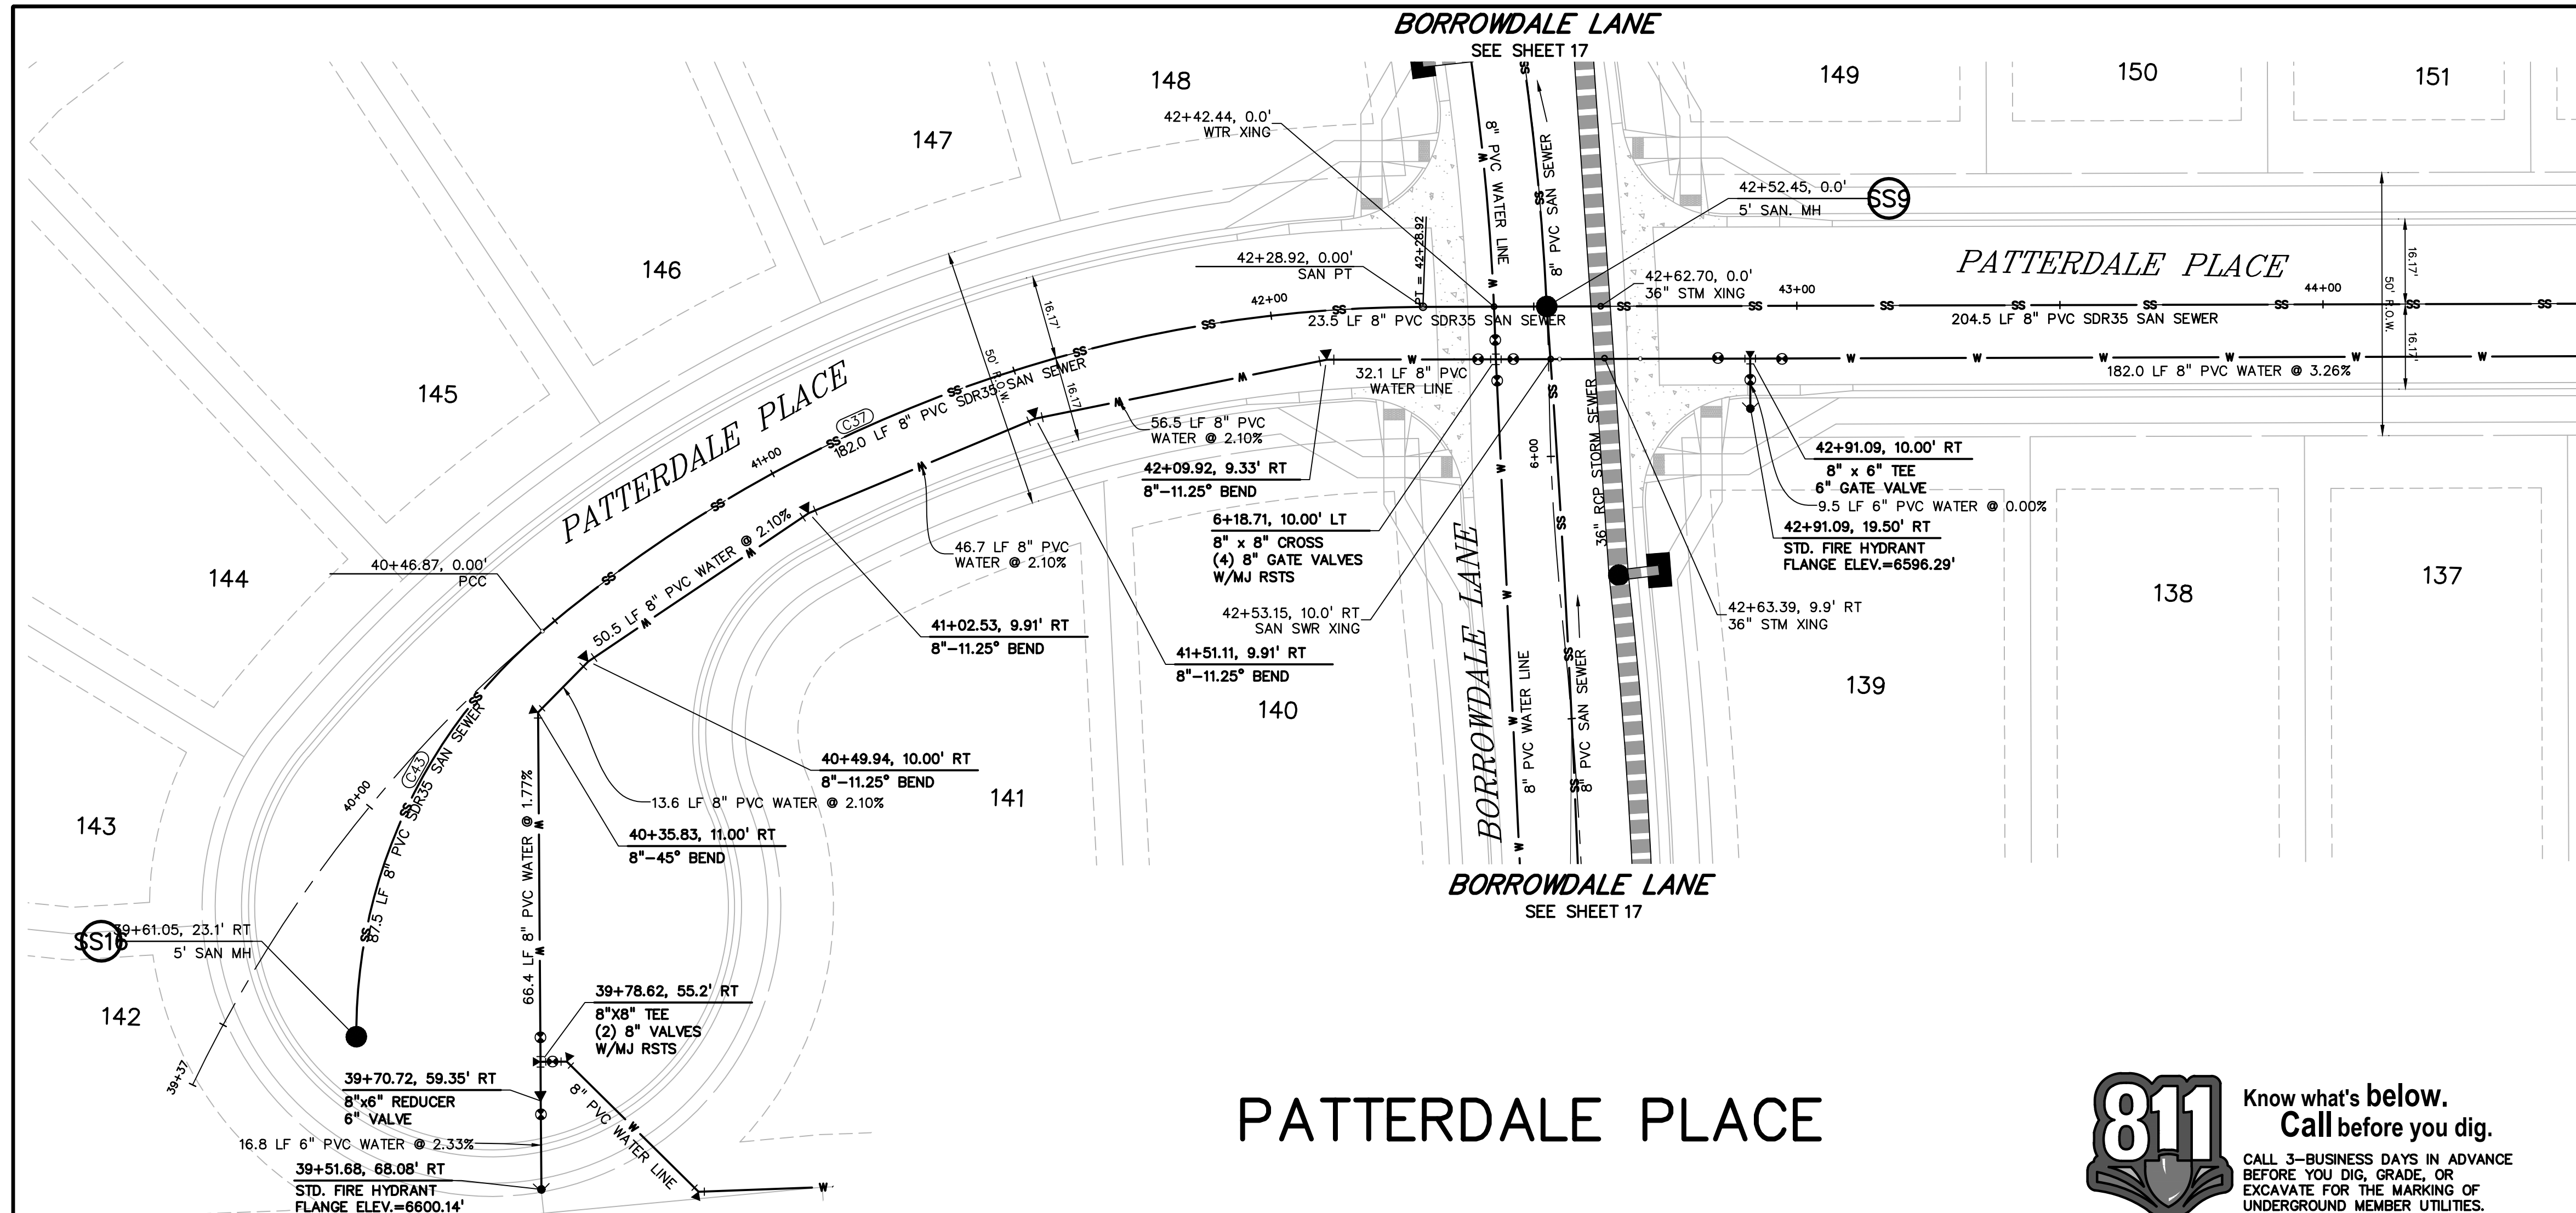 BORROWDALE LANE
SEE SHEET 17
148
149
150
151
147
42+42.44, 0.0'
WTR XING
8" PVC WATER LINE
8" PVC SAN SEWER
42+52.45, 0.0'
5' SAN. MH
SS9
146
42+28.92, 0.00'
SAN PT
PT = 42+28.92
42+62.70, 0.0'
36" STM XING
PATTERDALE PLACE
16.17'
16.17'
50' R.O.W.
42+00
43+00
44+00
23.5 LF 8" PVC SDR35 SAN SEWER
204.5 LF 8" PVC SDR35 SAN SEWER
145
PATTERDALE PLACE
C37
182.0 LF 8" PVC SDR35 SAN SEWER
41+00
50' R.O.W.
16.17'
16.17'
32.1 LF 8" PVC
WATER LINE
182.0 LF 8" PVC WATER @ 3.26%
56.5 LF 8" PVC
WATER @ 2.10%
42+09.92, 9.33' RT
8"-11.25° BEND
6+00
36" RCP STORM SEWER
42+91.09, 10.00' RT
8" x 6" TEE
6" GATE VALVE
9.5 LF 6" PVC WATER @ 0.00%
42+91.09, 19.50' RT
STD. FIRE HYDRANT
FLANGE ELEV.=6596.29'
6+18.71, 10.00' LT
8" x 8" CROSS
(4) 8" GATE VALVES
W/MJ RSTS
46.7 LF 8" PVC
WATER @ 2.10%
144
40+46.87, 0.00'
PCC
50.5 LF 8" PVC WATER @ 2.10%
41+02.53, 9.91' RT
8"-11.25° BEND
42+53.15, 10.0' RT
SAN SWR XING
42+63.39, 9.9' RT
36" STM XING
138
137
41+51.11, 9.91' RT
8"-11.25° BEND
140
139
BORROWDALE LANE
8" PVC WATER LINE
8" PVC SAN SEWER
40+49.94, 10.00' RT
8"-11.25° BEND
13.6 LF 8" PVC WATER @ 2.10%
141
40+35.83, 11.00' RT
8"-45° BEND
C43
40+00
87.5 LF 8" PVC SDR35 SAN SEWER
66.4 LF 8" PVC WATER @ 1.77%
143
BORROWDALE LANE
SEE SHEET 17
SS16
39+61.05, 23.1' RT
5' SAN MH
142
39+78.62, 55.2' RT
8"X8" TEE
(2) 8" VALVES
W/MJ RSTS
39+37
39+70.72, 59.35' RT
8"x6" REDUCER
6" VALVE
16.8 LF 6" PVC WATER @ 2.33%
39+51.68, 68.08' RT
STD. FIRE HYDRANT
FLANGE ELEV.=6600.14'
8" PVC WATER LINE
PATTERDALE PLACE
811
Know what's below.
Call before you dig.
CALL 3-BUSINESS DAYS IN ADVANCE
BEFORE YOU DIG, GRADE, OR
EXCAVATE FOR THE MARKING OF
UNDERGROUND MEMBER UTILITIES.